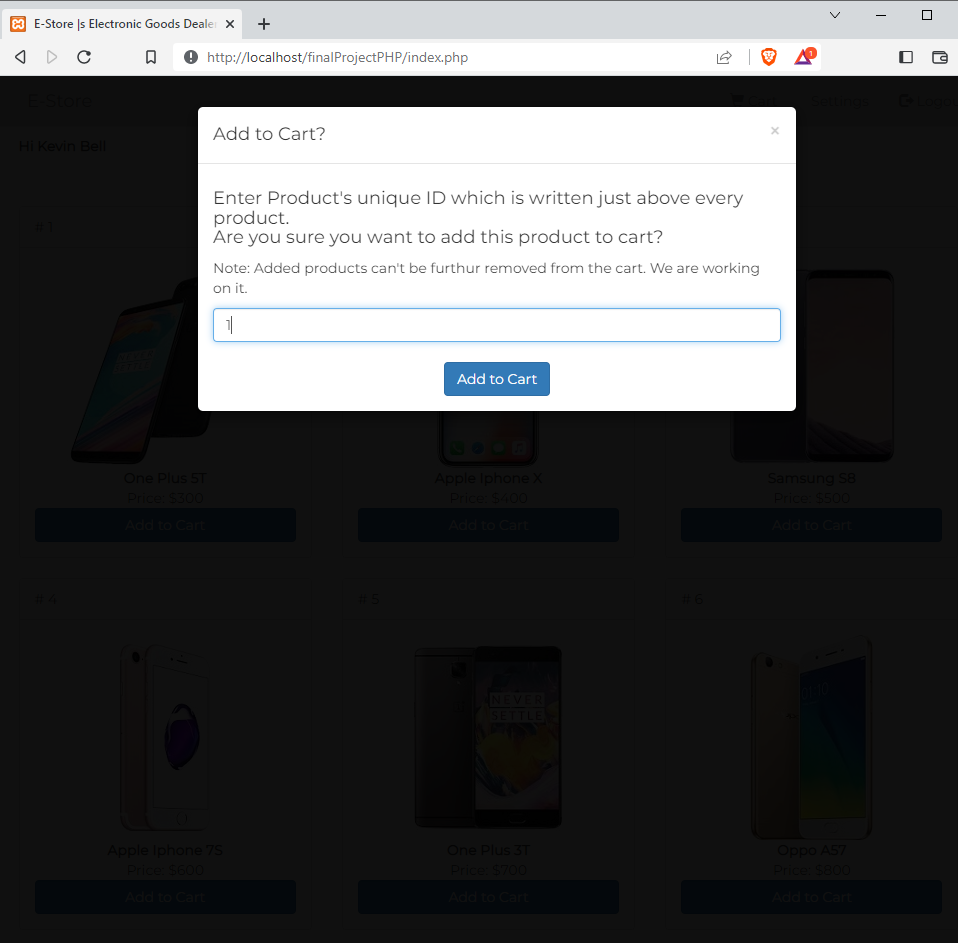 E-Store |s Electronic Goods Dealer
http://localhost/finalProjectPHP/index.php
1
E-Store
Cart
Settings
Hi Kevin Bell
Add to Cart?
×
Enter Product's unique ID which is written just above every
product.
Are you sure you want to add this product to cart?
Note: Added products can't be furthur removed from the cart. We are working
on it.
1
Add to Cart
# 1
One Plus 5T
Price: $300
Add to Cart
Apple Iphone X
Price: $400
Add to Cart
Samsung S8
Price: $500
Add to Cart
# 4
Apple Iphone 7S
Price: $600
Add to Cart
# 5
NEVER
SETTLE
One Plus 3T
Price: $700
Add to Cart
# 6
Oppo A57
Price: $800
Add to Cart